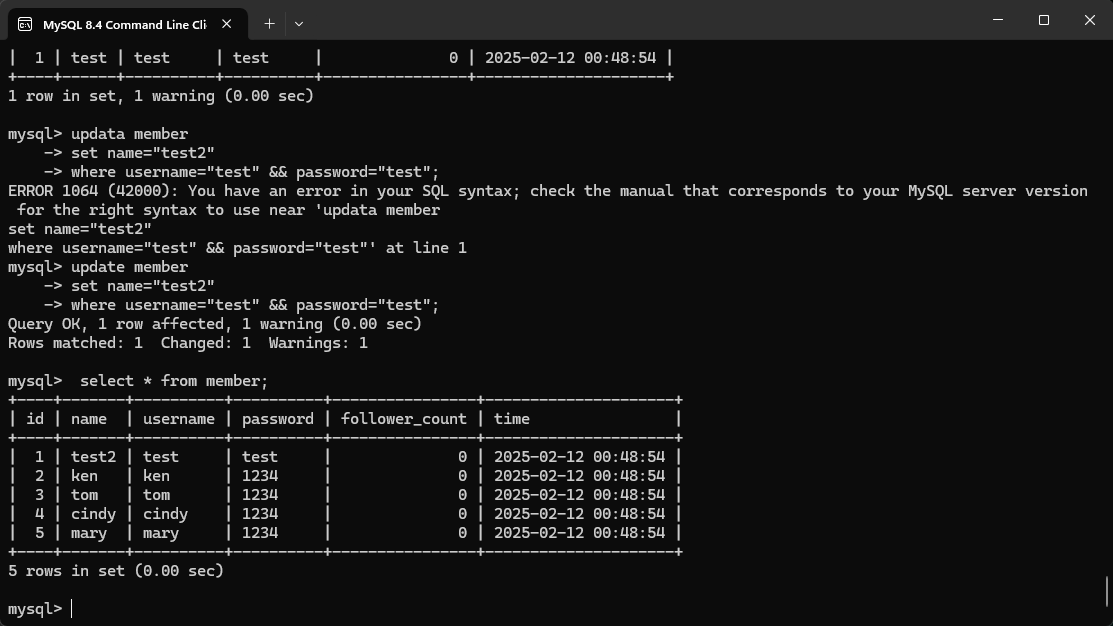 MySQL 8.4 Command Line Cli
|  1 | test | test     | test     |              0 | 2025-02-12 00:48:54 |
+----+------+----------+----------+----------------+---------------------+
1 row in set, 1 warning (0.00 sec)
mysql> updata member
    -> set name="test2"
    -> where username="test" && password="test";
ERROR 1064 (42000): You have an error in your SQL syntax; check the manual that corresponds to your MySQL server version
 for the right syntax to use near 'updata member
set name="test2"
where username="test" && password="test"' at line 1
mysql> update member
    -> set name="test2"
    -> where username="test" && password="test";
Query OK, 1 row affected, 1 warning (0.00 sec)
Rows matched: 1  Changed: 1  Warnings: 1
mysql>  select * from member;
+----+-------+----------+----------+----------------+---------------------+
| id | name  | username | password | follower_count | time                |
+----+-------+----------+----------+----------------+---------------------+
|  1 | test2 | test     | test     |              0 | 2025-02-12 00:48:54 |
|  2 | ken   | ken      | 1234     |              0 | 2025-02-12 00:48:54 |
|  3 | tom   | tom      | 1234     |              0 | 2025-02-12 00:48:54 |
|  4 | cindy | cindy    | 1234     |              0 | 2025-02-12 00:48:54 |
|  5 | mary  | mary     | 1234     |              0 | 2025-02-12 00:48:54 |
+----+-------+----------+----------+----------------+---------------------+
5 rows in set (0.00 sec)
mysql>